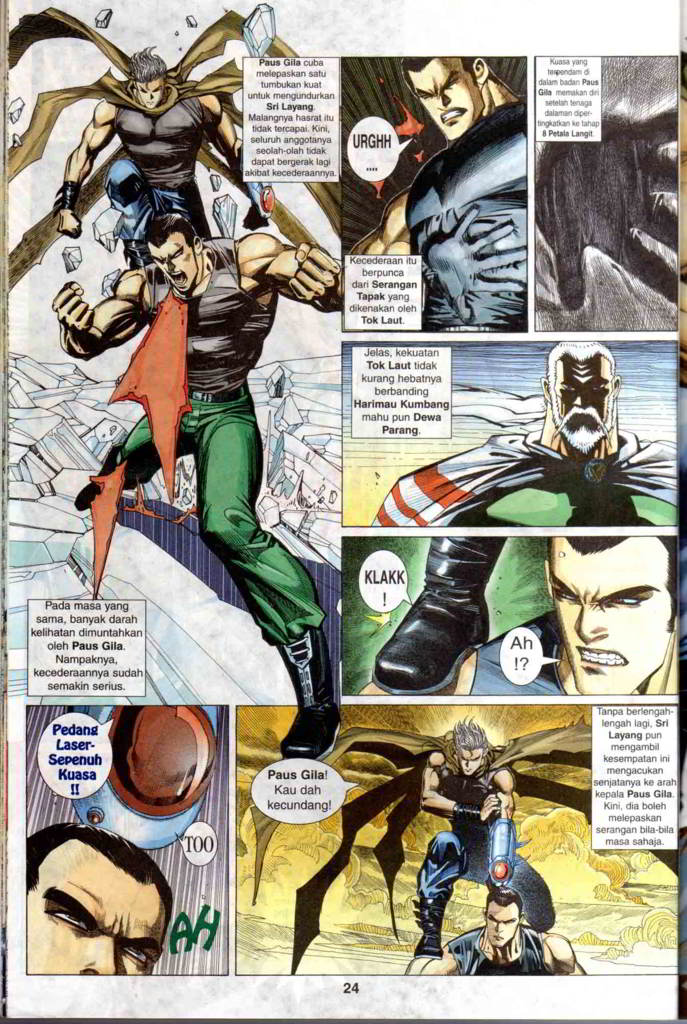 Paus Gila cuba
melepaskan satu
tumbukan kuat
untuk mengundurkan
Sri Layang.
Malangnya hasrat itu
tidak tercapai. Kini,
seluruh anggotanya
seolah-olah tidak
dapat bergerak lagi
akibat kecederaannya.
URGHH
....
Kecederaan itu
berpunca
dari Serangan
Tapak yang
dikenakan oleh
Tok Laut.
Kuasa yang
terpendam di
dalam badan Paus
Gila memakan diri
setelah tenaga
dalaman diper-
tingkatkan ke tahap
8 Petala Langit.
Jelas, kekuatan
Tok Laut tidak
kurang hebatnya
berbanding
Harimau Kumbang
mahu pun Dewa
Parang.
Pada masa yang
sama, banyak darah
kelihatan dimuntahkan
oleh Paus Gila.
Nampaknya,
kecederaannya sudah
semakin serius.
KLAKK
!
Ah
!?
Pedang
Laser-
Sepenuh
Kuasa
!!
TOO
AH
Paus Gila!
Kau dah
kecundang!
Tanpa berlengah-
lengah lagi, Sri
Layang pun
mengambil
kesempatan ini
mengacukan
senjatanya ke arah
kepala Paus Gila.
Kini, dia boleh
melepaskan
serangan bila-bila
masa sahaja.
24